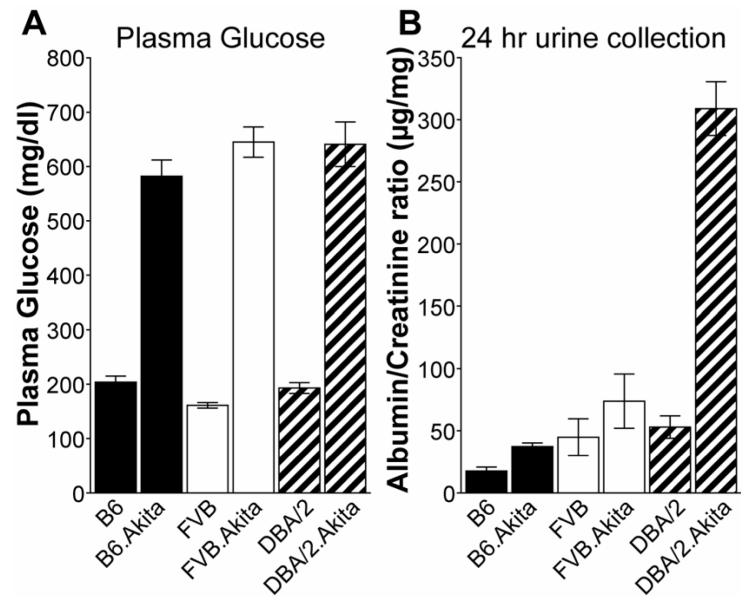 A
Plasma Glucose
Plasma Glucose (mg/dl)
800
700
600
500
400
300
200
100
0
B6
B6.Akita
FVB
FVB.Akita
DBA/2
DBA/2.Akita
B
24 hr urine collection
Albumin/Creatinine ratio (μg/mg)
350
300
250
200
150
100
50
0
B6
B6.Akita
FVB
FVB.Akita
DBA/2
DBA/2.Akita